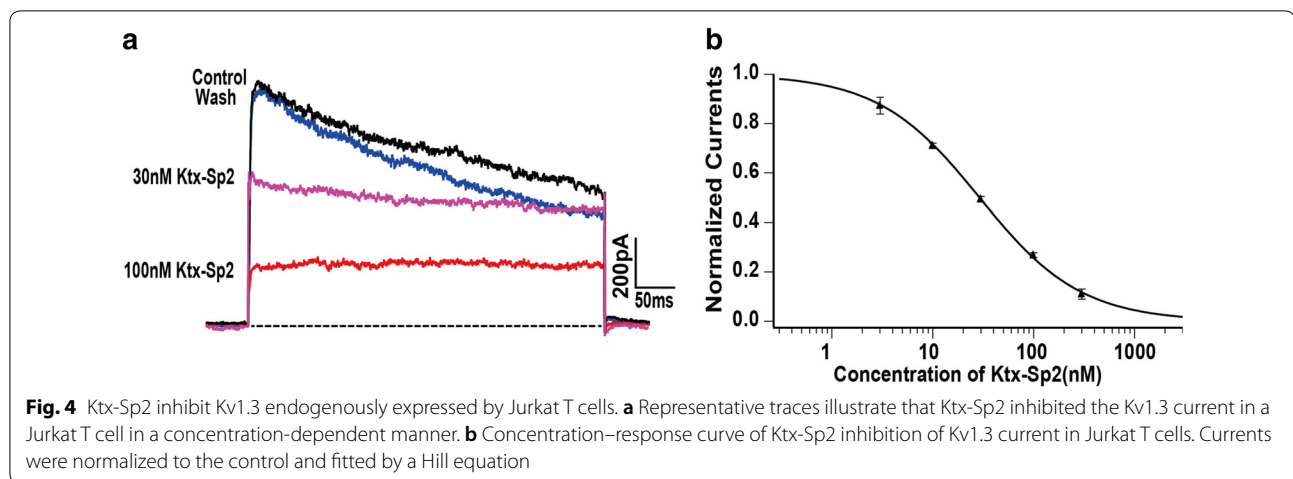 a
Control
Wash
30nM Ktx-Sp2
100nM Ktx-Sp2
200pA
50ms
b
Normalized Currents
1.0
0.8
0.6
0.4
0.2
0.0
1 10 100 1000
Concentration of Ktx-Sp2(nM)
Fig. 4 Ktx-Sp2 inhibit Kv1.3 endogenously expressed by Jurkat T cells. a Representative traces illustrate that Ktx-Sp2 inhibited the Kv1.3 current in a
Jurkat T cell in a concentration-dependent manner. b Concentration–response curve of Ktx-Sp2 inhibition of Kv1.3 current in Jurkat T cells. Currents
were normalized to the control and fitted by a Hill equation